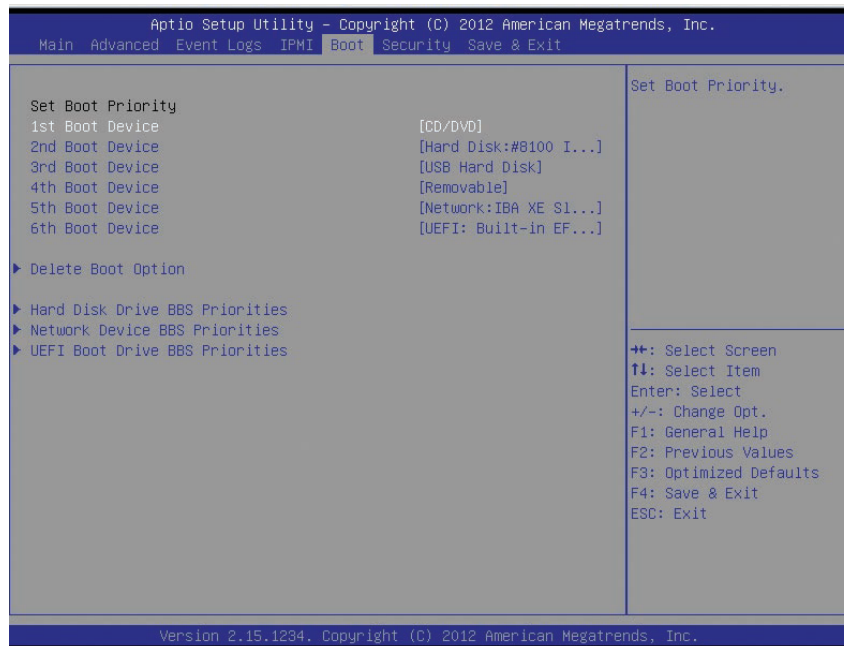 Aptio Setup Utility – Copyright (C) 2012 American Megatrends, Inc.
Main Advanced Event Logs IPMI Boot Security Save & Exit
Set Boot Priority
1st Boot Device [CD/DVD]
2nd Boot Device [Hard Disk:#8100 I...]
3rd Boot Device [USB Hard Disk]
4th Boot Device [Removable]
5th Boot Device [Network:IBA XE Sl...]
6th Boot Device [UEFI: Built-in EF...]
▶ Delete Boot Option
▶ Hard Disk Drive BBS Priorities
▶ Network Device BBS Priorities
▶ UEFI Boot Drive BBS Priorities
Set Boot Priority.
→←: Select Screen
↑↓: Select Item
Enter: Select
+/-: Change Opt.
F1: General Help
F2: Previous Values
F3: Optimized Defaults
F4: Save & Exit
ESC: Exit
Version 2.15.1234. Copyright (C) 2012 American Megatrends, Inc.